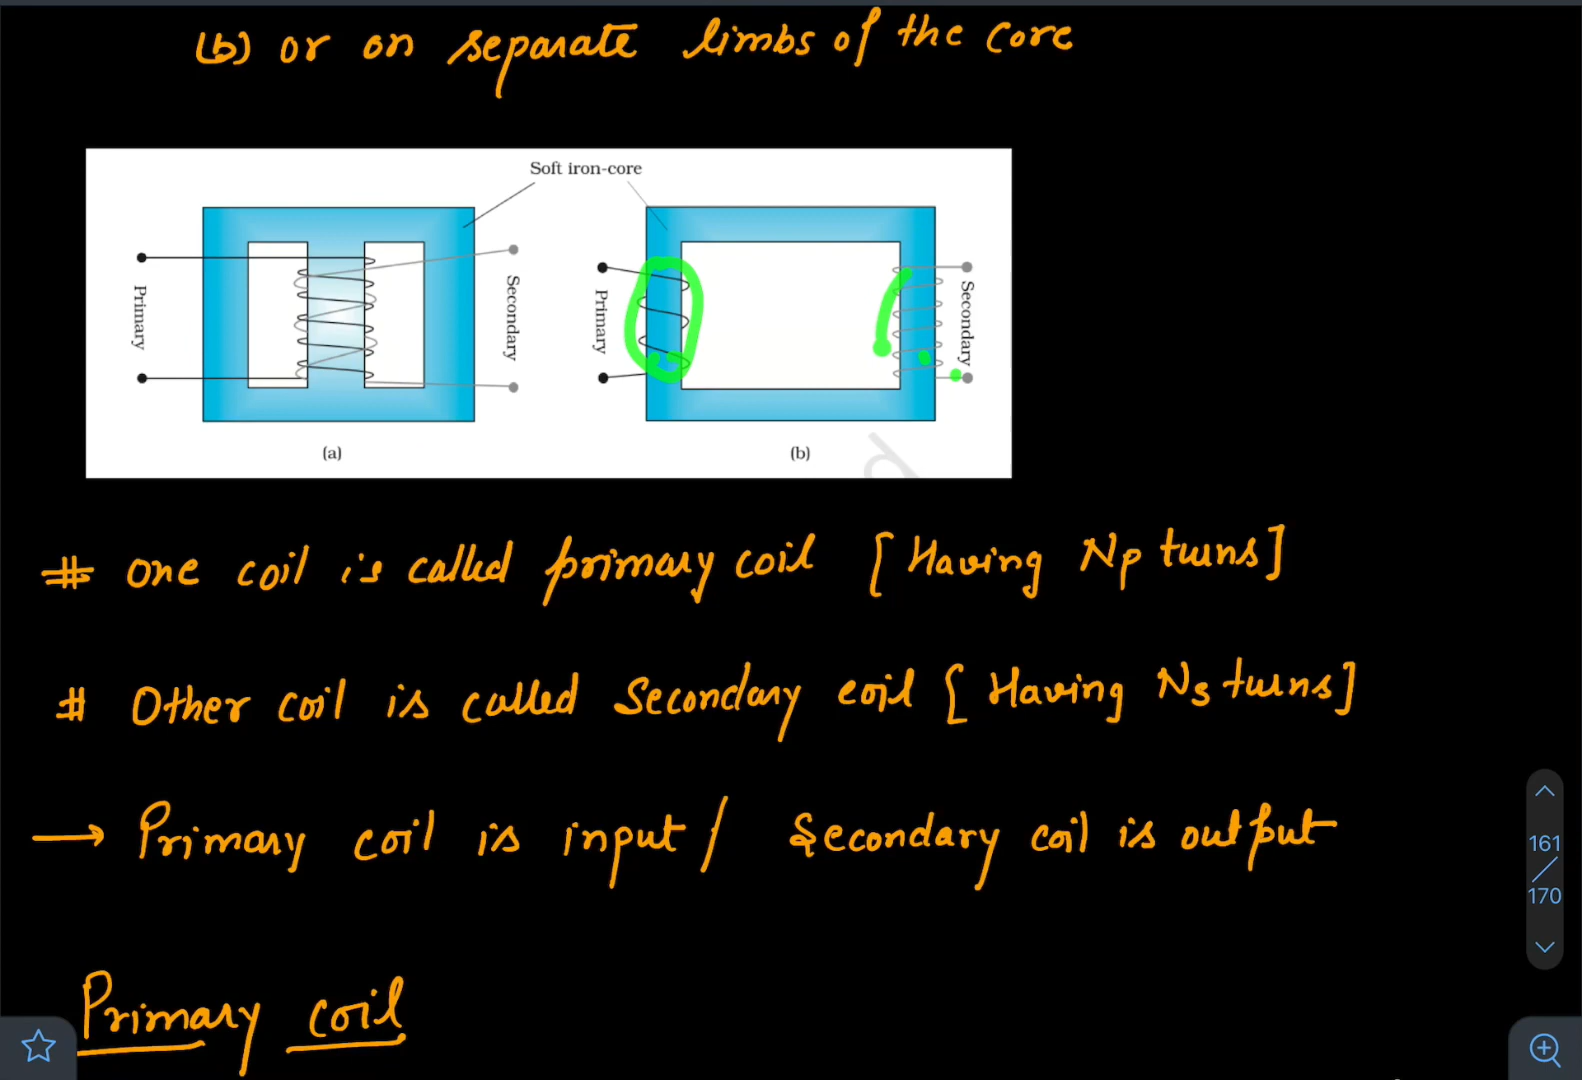 (b) or on separate limbs of the core
Soft iron-core
Primary
Secondary
Primary
Secondary
(a)
(b)
d
# One coil is called primary coil [Having Np turns]
# Other coil is called Secondary coil [Having Ns turns]
→ Primary coil is input / Secondary coil is output
161
/
170
Primary coil